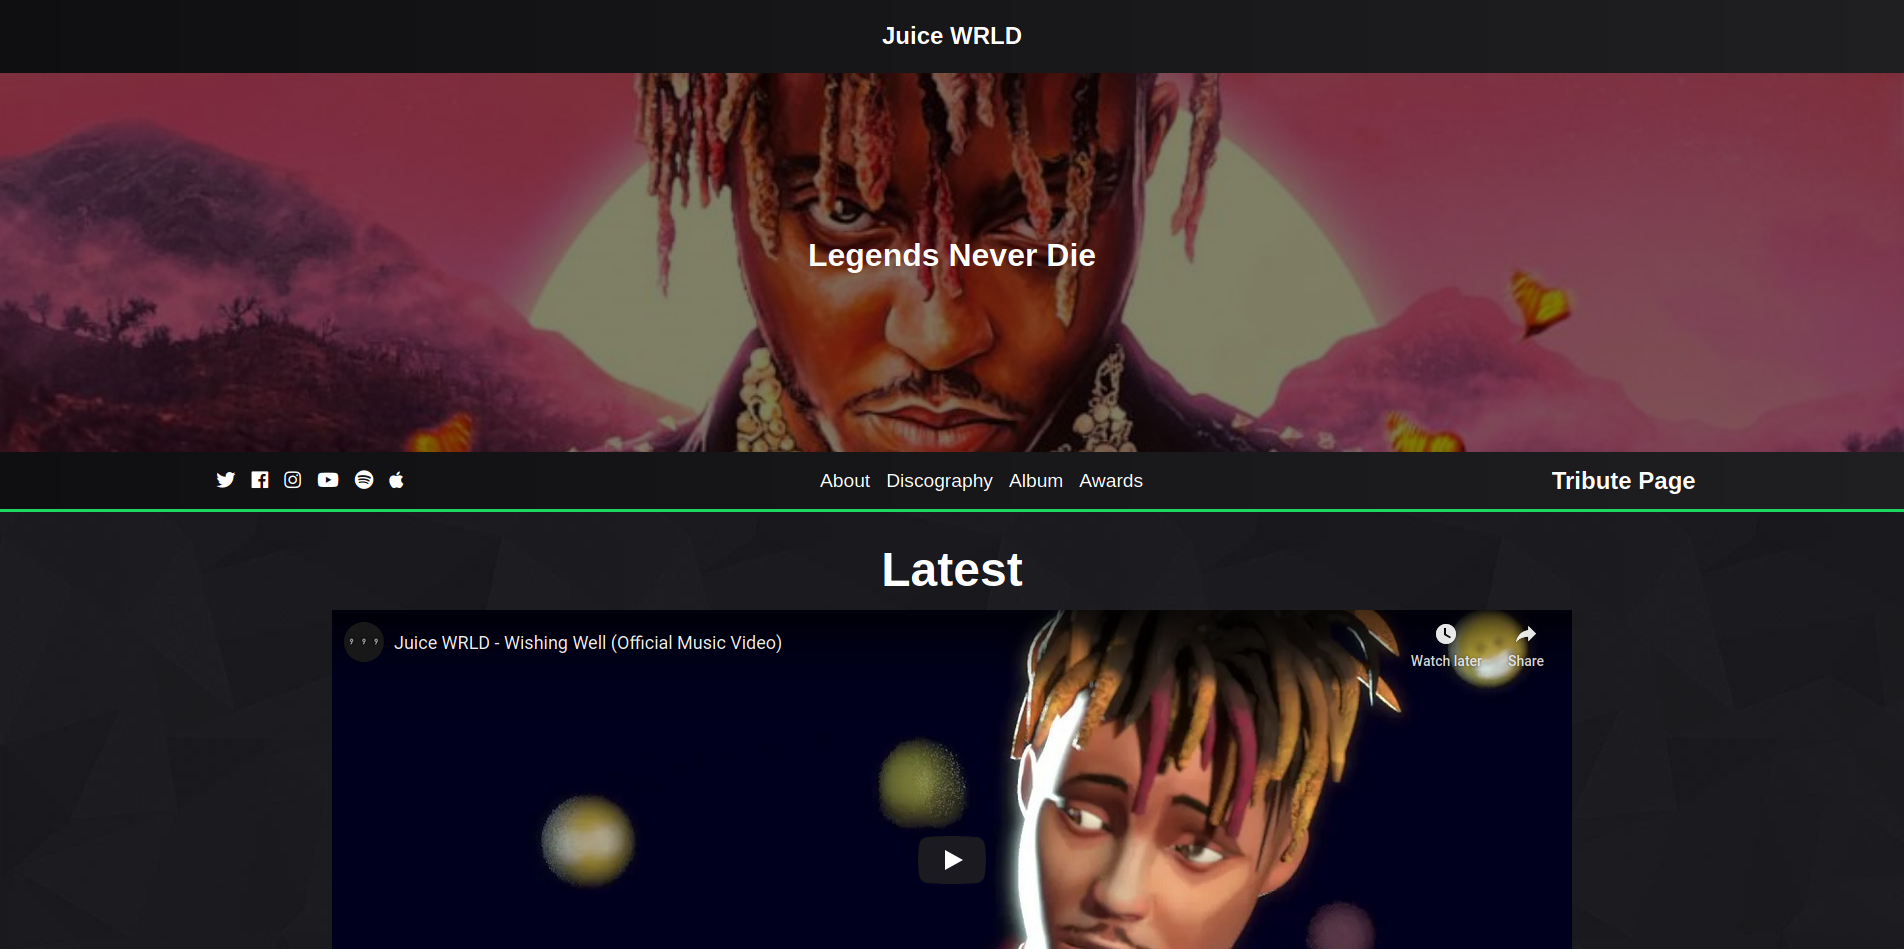 Juice WRLD
Legends Never Die
About Discography Album Awards
Tribute Page
Latest
Juice WRLD - Wishing Well (Official Music Video)
Watch later
Share